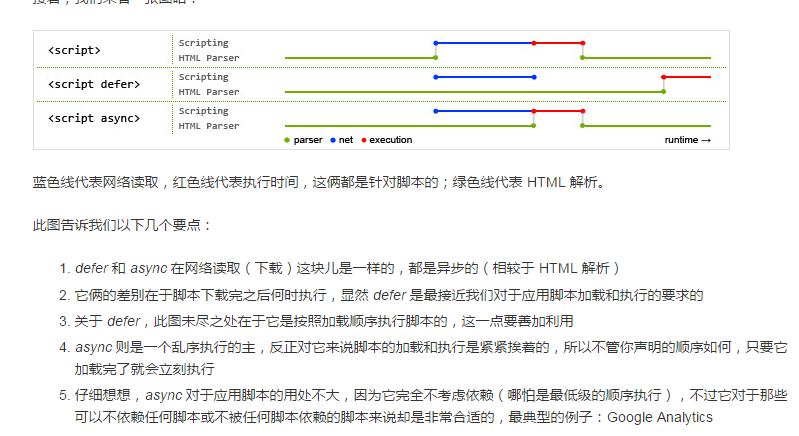 <script>
Scripting
HTML Parser
<script defer>
Scripting
HTML Parser
<script async>
Scripting
HTML Parser
parser net execution
runtime →
蓝色线代表网络读取，红色线代表执行时间，这俩都是针对脚本的；绿色线代表 HTML 解析。
此图告诉我们以下几个要点：
1. defer 和 async 在网络读取（下载）这块儿是一样的，都是异步的（相较于 HTML 解析）
2. 它俩的差别在于脚本下载完之后何时执行，显然 defer 是最接近我们对于应用脚本加载和执行的要求的
3. 关于 defer，此图未尽之处在于它是按照加载顺序执行脚本的，这一点要善加利用
4. async 则是一个乱序执行的主，反正对它来说脚本的加载和执行是紧紧挨着的，所以不管你声明的顺序如何，只要它
加载完了就会立刻执行
5. 仔细想想，async 对于应用脚本的用处不大，因为它完全不考虑依赖（哪怕是最低级的顺序执行），不过它对于那些
可以不依赖任何脚本或不被任何脚本依赖的脚本来说却是非常合适的，最典型的例子：Google Analytics